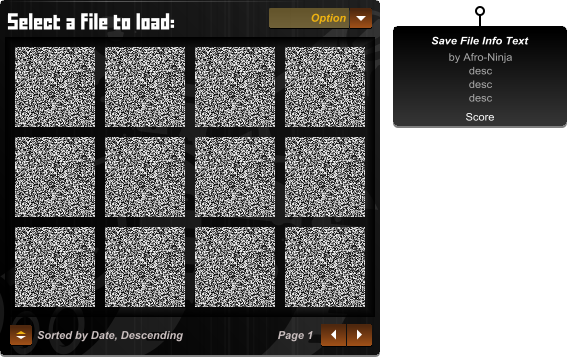 Select a file to load:
Option
Sorted by Date, Descending
Page 1
Save File Info Text
by Afro-Ninja
desc
desc
desc
Score